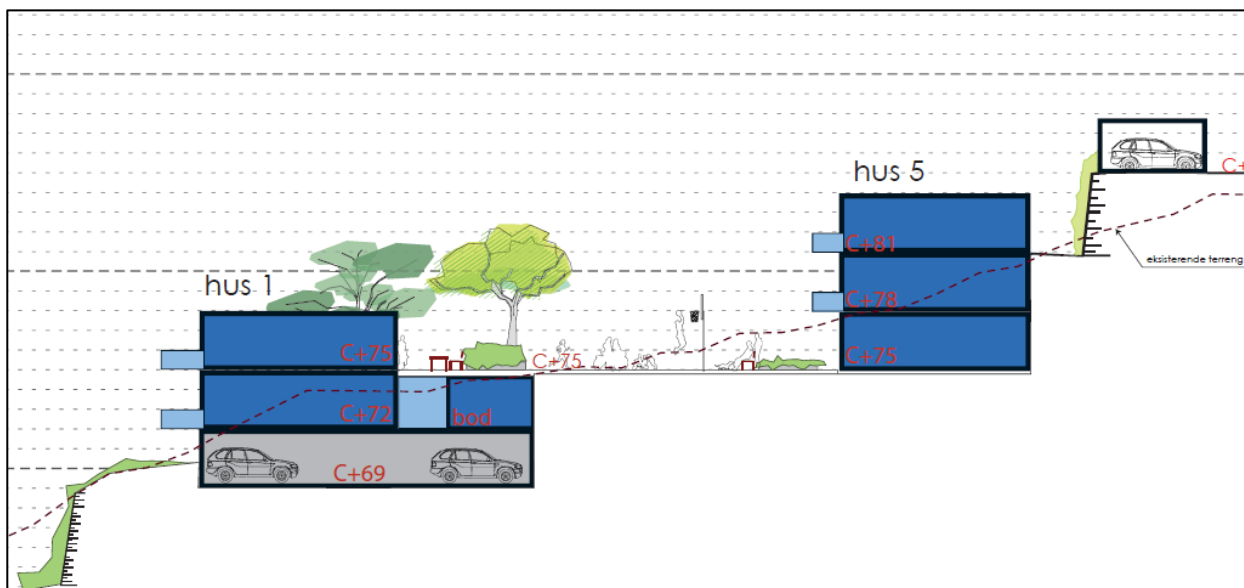 hus 5
C+
C+81
eksisterende terreng
hus 1
C+78
C+75
C+75
C+75
C+72
bod
C+69